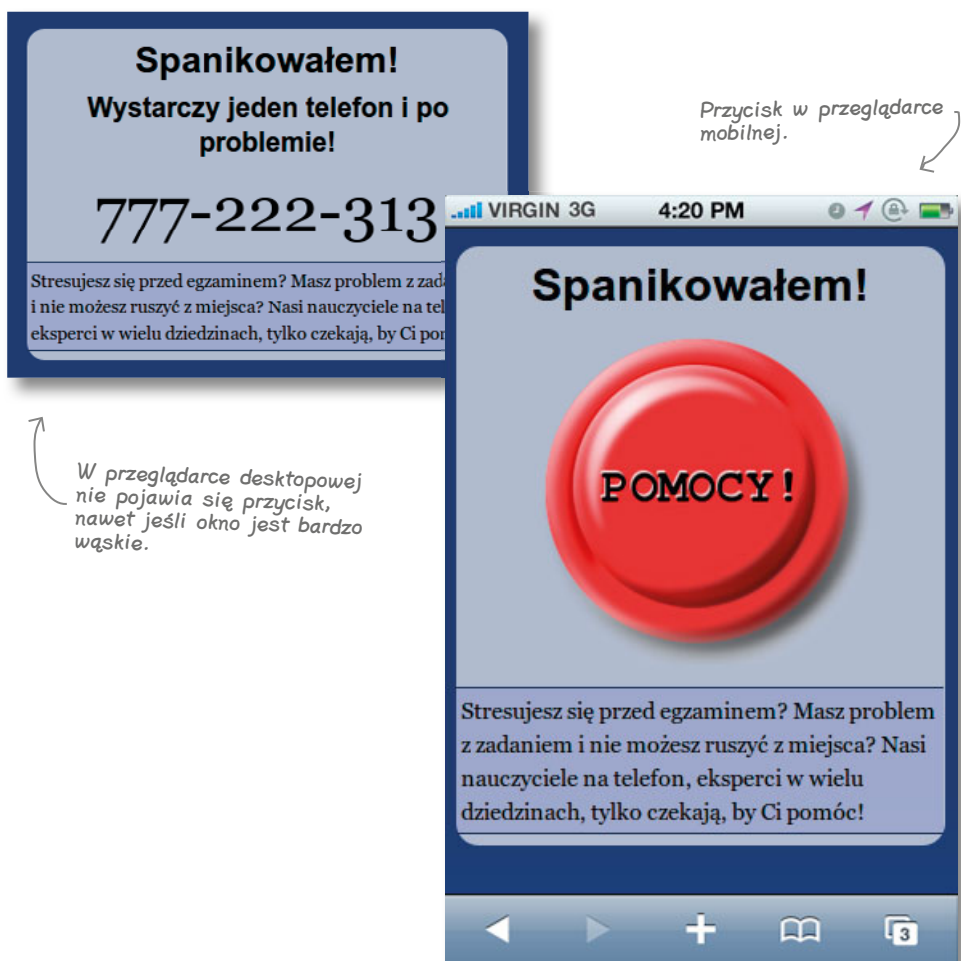 Spanikowałem!
Wystarczy jeden telefon i po
problemie!
777-222-313
Stresujesz się przed egzaminem? Masz problem z zad
i nie możesz ruszyć z miejsca? Nasi nauczyciele na tel
eksperci w wielu dziedzinach, tylko czekają, by Ci po
Przycisk w przeglądarce
mobilnej.
W przeglądarce desktopowej
nie pojawia się przycisk,
nawet jeśli okno jest bardzo
wąskie.
VIRGIN 3G 4:20 PM
Spanikowałem!
POMOCY!
Stresujesz się przed egzaminem? Masz problem
z zadaniem i nie możesz ruszyć z miejsca? Nasi
nauczyciele na telefon, eksperci w wielu
dziedzinach, tylko czekają, by Ci pomóc!
3